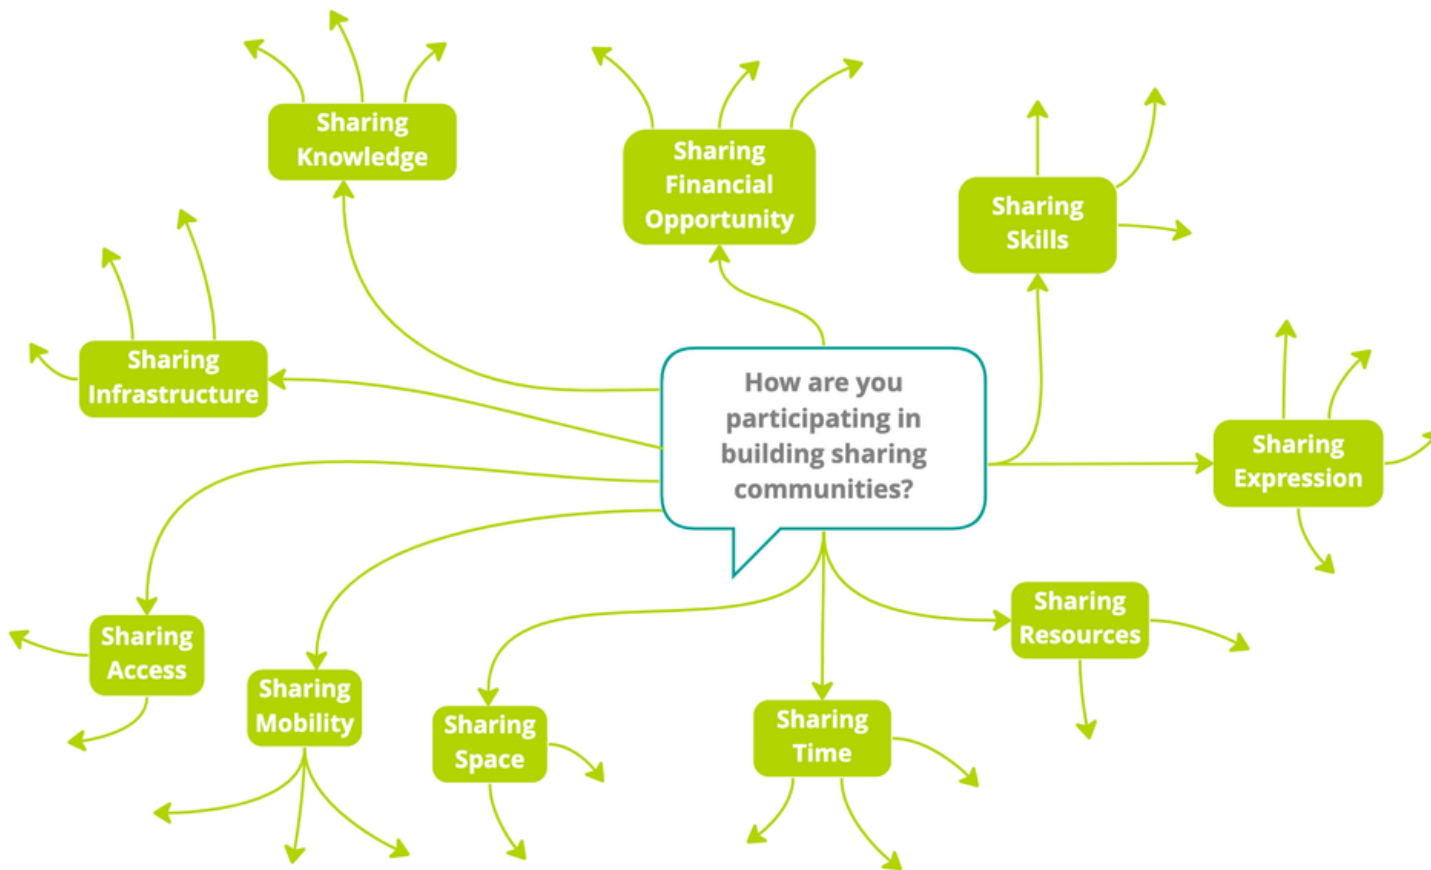 Sharing
Knowledge
Sharing
Financial
Opportunity
Sharing
Skills
Sharing
Infrastructure
How are you
participating in
building sharing
communities?
Sharing
Expression
Sharing
Access
Sharing
Mobility
Sharing
Space
Sharing
Time
Sharing
Resources